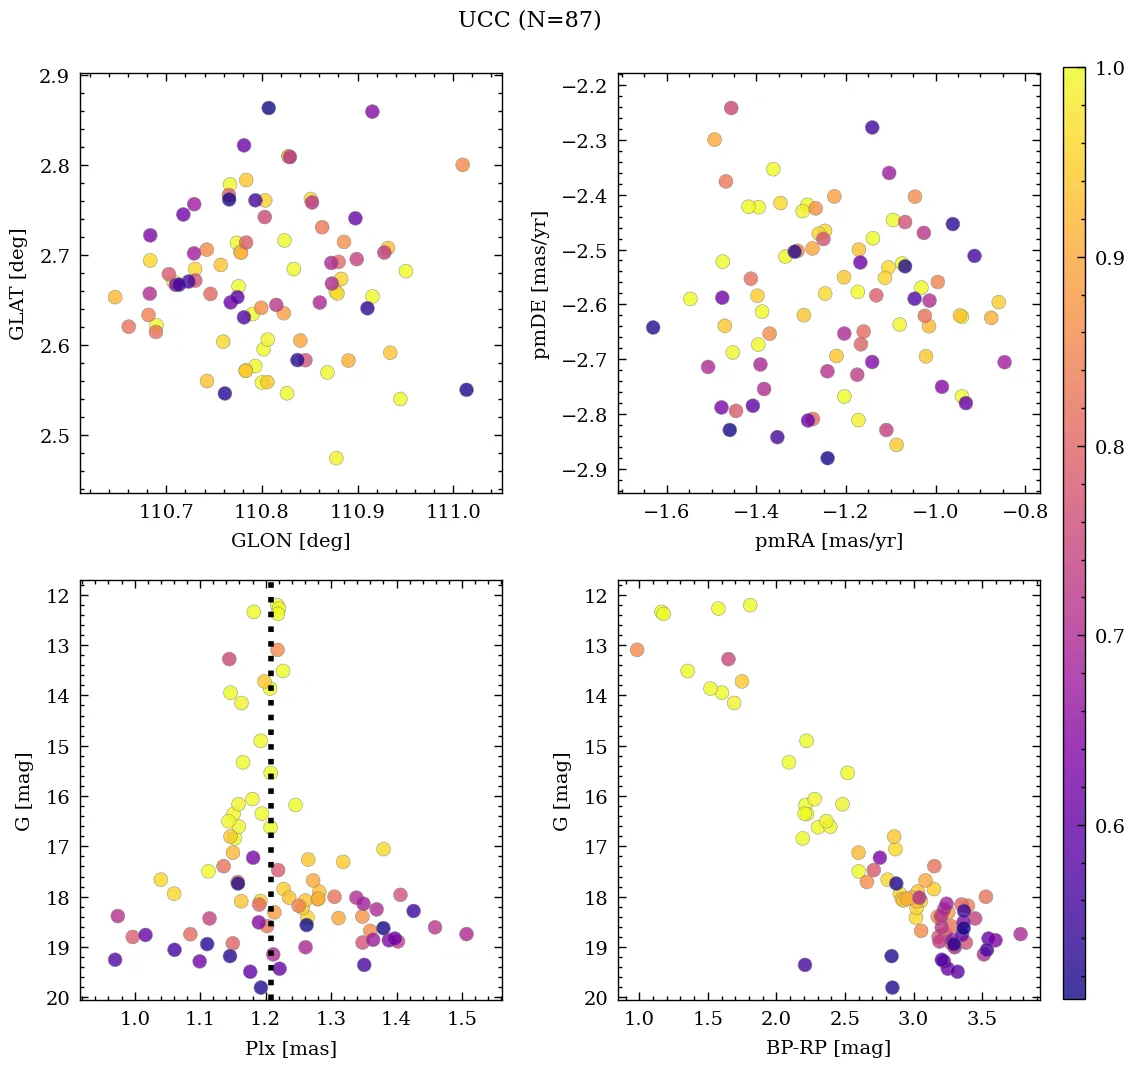 UCC (N=87)
2.9
2.8
2.7
2.6
2.5
GLAT [deg]
110.7 110.8 110.9 111.0
GLON [deg]
−2.2
−2.3
−2.4
−2.5
−2.6
−2.7
−2.8
−2.9
pmDE [mas/yr]
−1.6 −1.4 −1.2 −1.0 −0.8
pmRA [mas/yr]
12
13
14
15
16
17
18
19
20
G [mag]
1.0 1.1 1.2 1.3 1.4 1.5
Plx [mas]
12
13
14
15
16
17
18
19
20
G [mag]
1.0 1.5 2.0 2.5 3.0 3.5
BP-RP [mag]
1.0
0.9
0.8
0.7
0.6